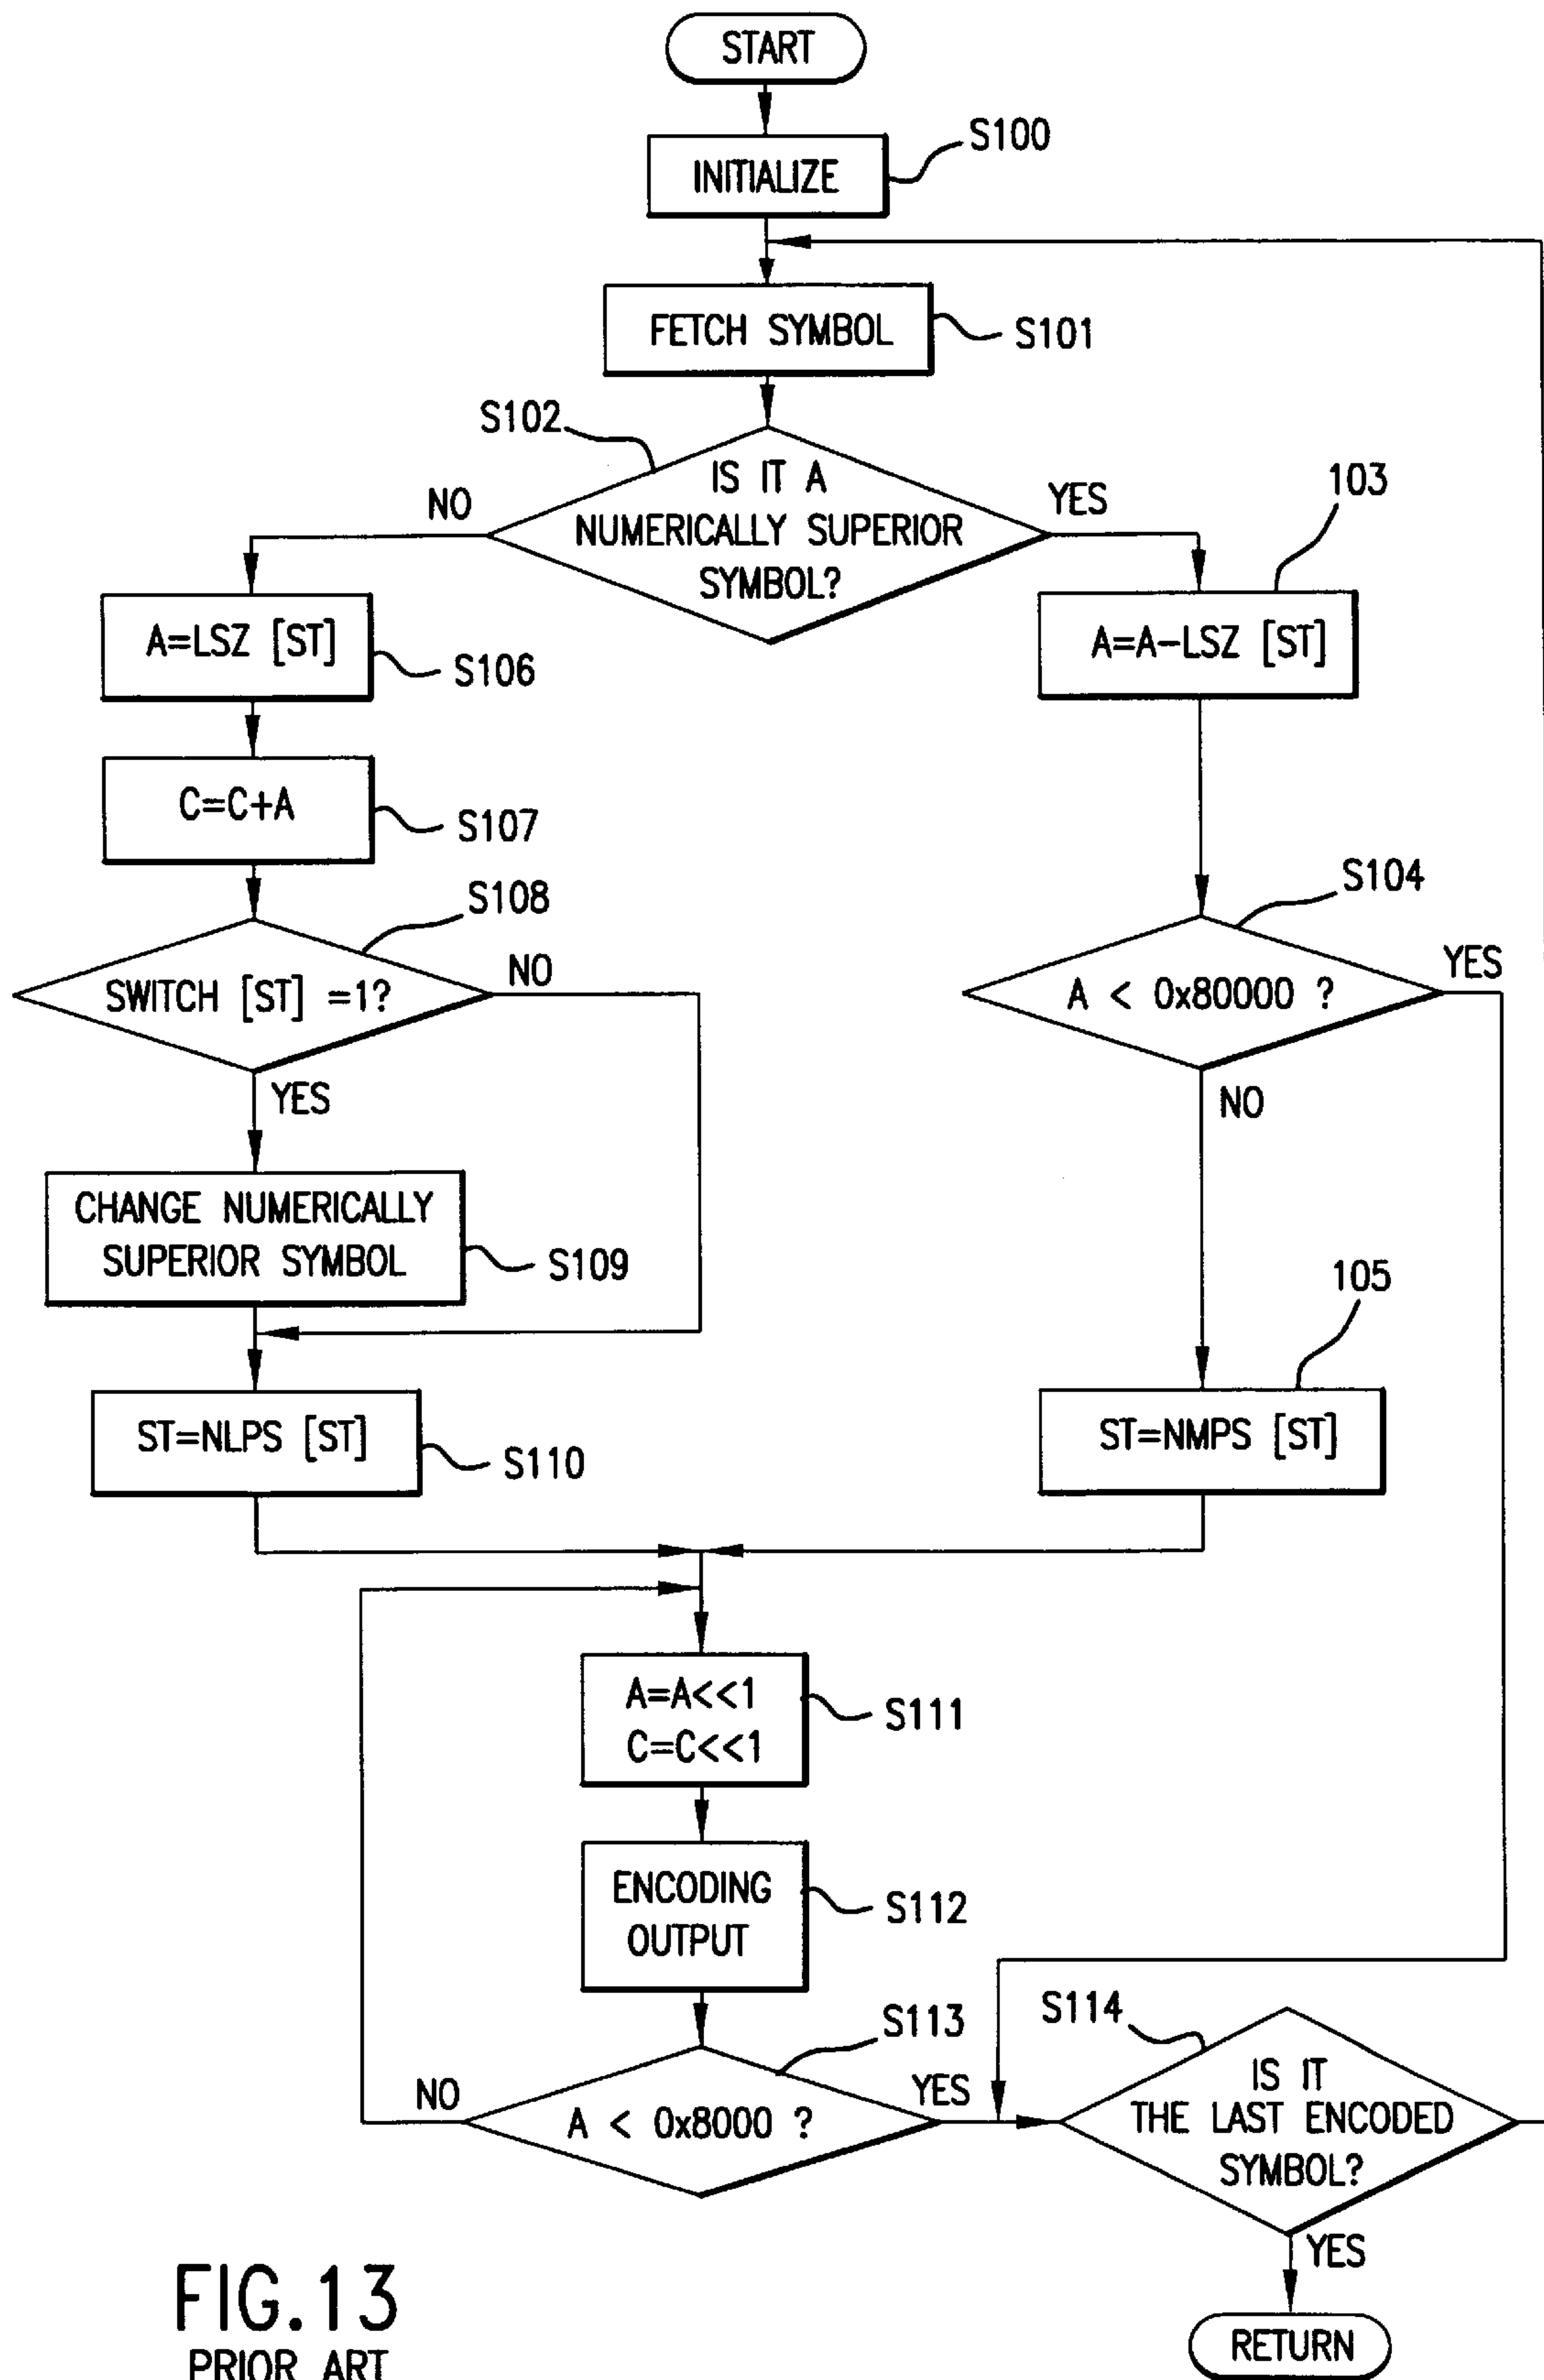 START
INITIALIZE
S100
FETCH SYMBOL
S101
S102
IS IT A
NUMERICALLY SUPERIOR
SYMBOL?
NO
YES
103
A=LSZ [ST]
S106
A=A-LSZ [ST]
C=C+A
S107
S108
SWITCH [ST] =1?
NO
YES
S104
A < 0x80000 ?
YES
NO
CHANGE NUMERICALLY
SUPERIOR SYMBOL
S109
105
ST=NLPS [ST]
S110
ST=NMPS [ST]
A=A<<1
C=C<<1
S111
ENCODING
OUTPUT
S112
S113
A < 0x8000 ?
NO
YES
S114
IS IT
THE LAST ENCODED
SYMBOL?
YES
RETURN
FIG.13
PRIOR ART